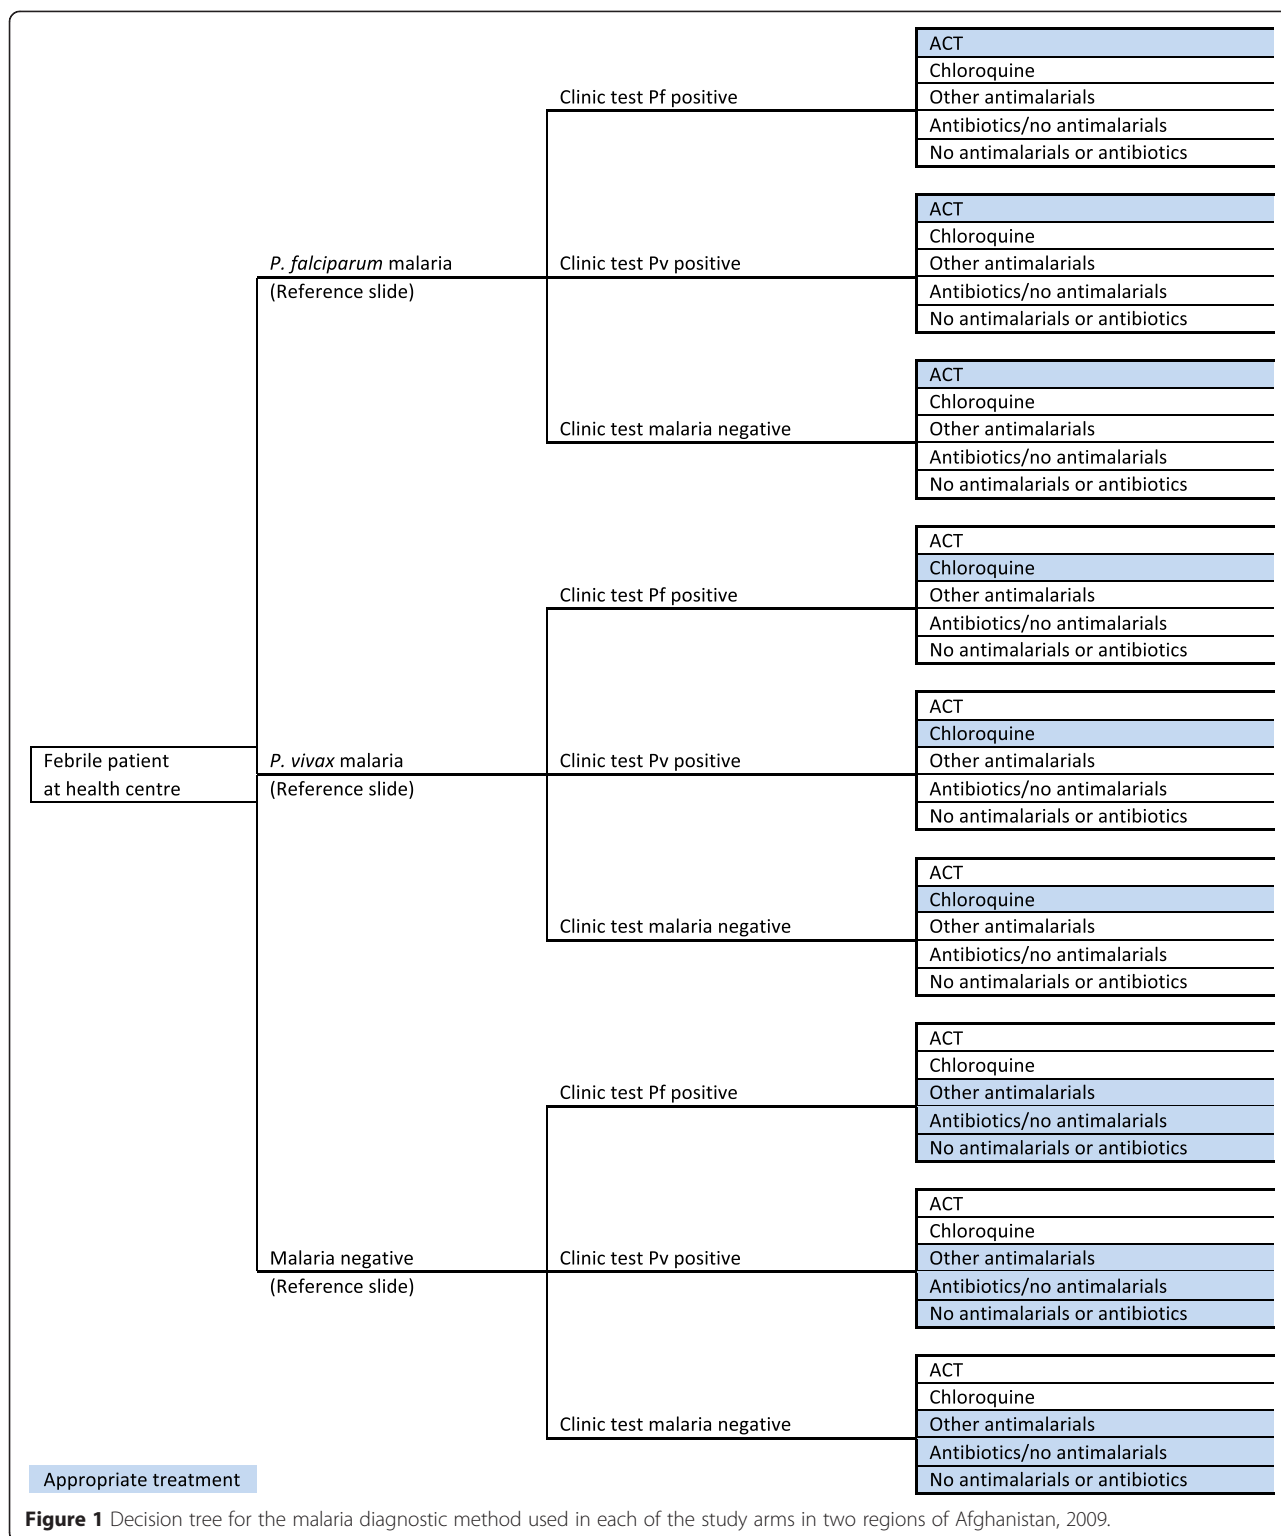 ACT
Chloroquine
Clinic test Pf positive
Other antimalarials
Antibiotics/no antimalarials
No antimalarials or antibiotics
ACT
Chloroquine
P. falciparum malaria
(Reference slide)
Clinic test Pv positive
Other antimalarials
Antibiotics/no antimalarials
No antimalarials or antibiotics
ACT
Chloroquine
Clinic test malaria negative
Other antimalarials
Antibiotics/no antimalarials
No antimalarials or antibiotics
ACT
Chloroquine
Clinic test Pf positive
Other antimalarials
Antibiotics/no antimalarials
No antimalarials or antibiotics
ACT
Chloroquine
Febrile patient
at health centre
P. vivax malaria
(Reference slide)
Clinic test Pv positive
Other antimalarials
Antibiotics/no antimalarials
No antimalarials or antibiotics
ACT
Chloroquine
Clinic test malaria negative
Other antimalarials
Antibiotics/no antimalarials
No antimalarials or antibiotics
ACT
Chloroquine
Clinic test Pf positive
Other antimalarials
Antibiotics/no antimalarials
No antimalarials or antibiotics
ACT
Chloroquine
Malaria negative
(Reference slide)
Clinic test Pv positive
Other antimalarials
Antibiotics/no antimalarials
No antimalarials or antibiotics
ACT
Chloroquine
Clinic test malaria negative
Other antimalarials
Antibiotics/no antimalarials
No antimalarials or antibiotics
Appropriate treatment
Figure 1 Decision tree for the malaria diagnostic method used in each of the study arms in two regions of Afghanistan, 2009.